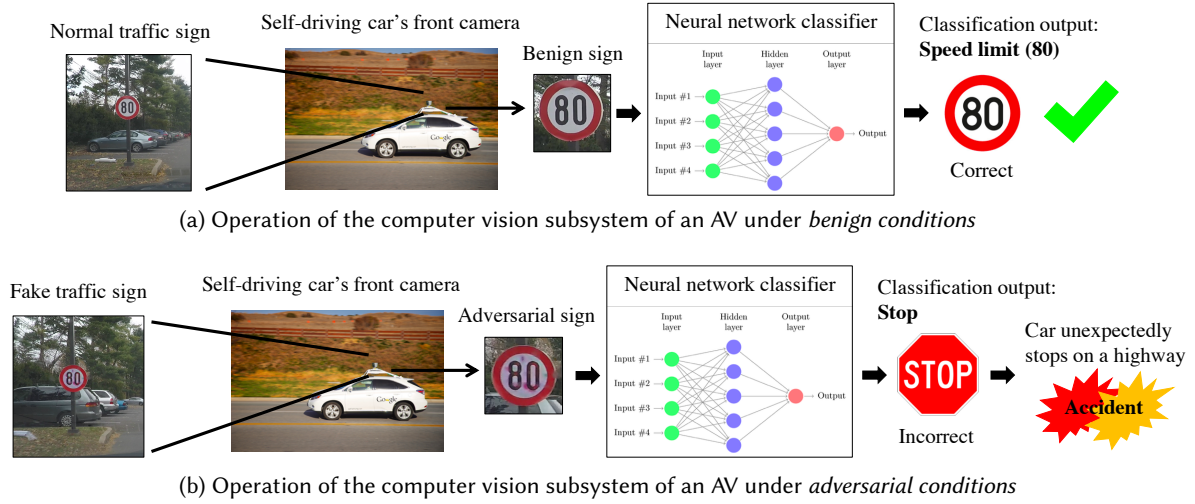 Normal traffic sign
Self-driving car's front camera
Benign sign
Neural network classifier
Classification output:
Speed limit (80)
80
Google
80
Input layer
Hidden layer
Output layer
Input #1
Input #2
Input #3
Input #4
Output
80
Correct
(a) Operation of the computer vision subsystem of an AV under benign conditions
Fake traffic sign
Self-driving car's front camera
Adversarial sign
Neural network classifier
Classification output:
Stop
Car unexpectedly
stops on a highway
80
Google
80
Input layer
Hidden layer
Output layer
Input #1
Input #2
Input #3
Input #4
Output
STOP
Incorrect
Accident
(b) Operation of the computer vision subsystem of an AV under adversarial conditions